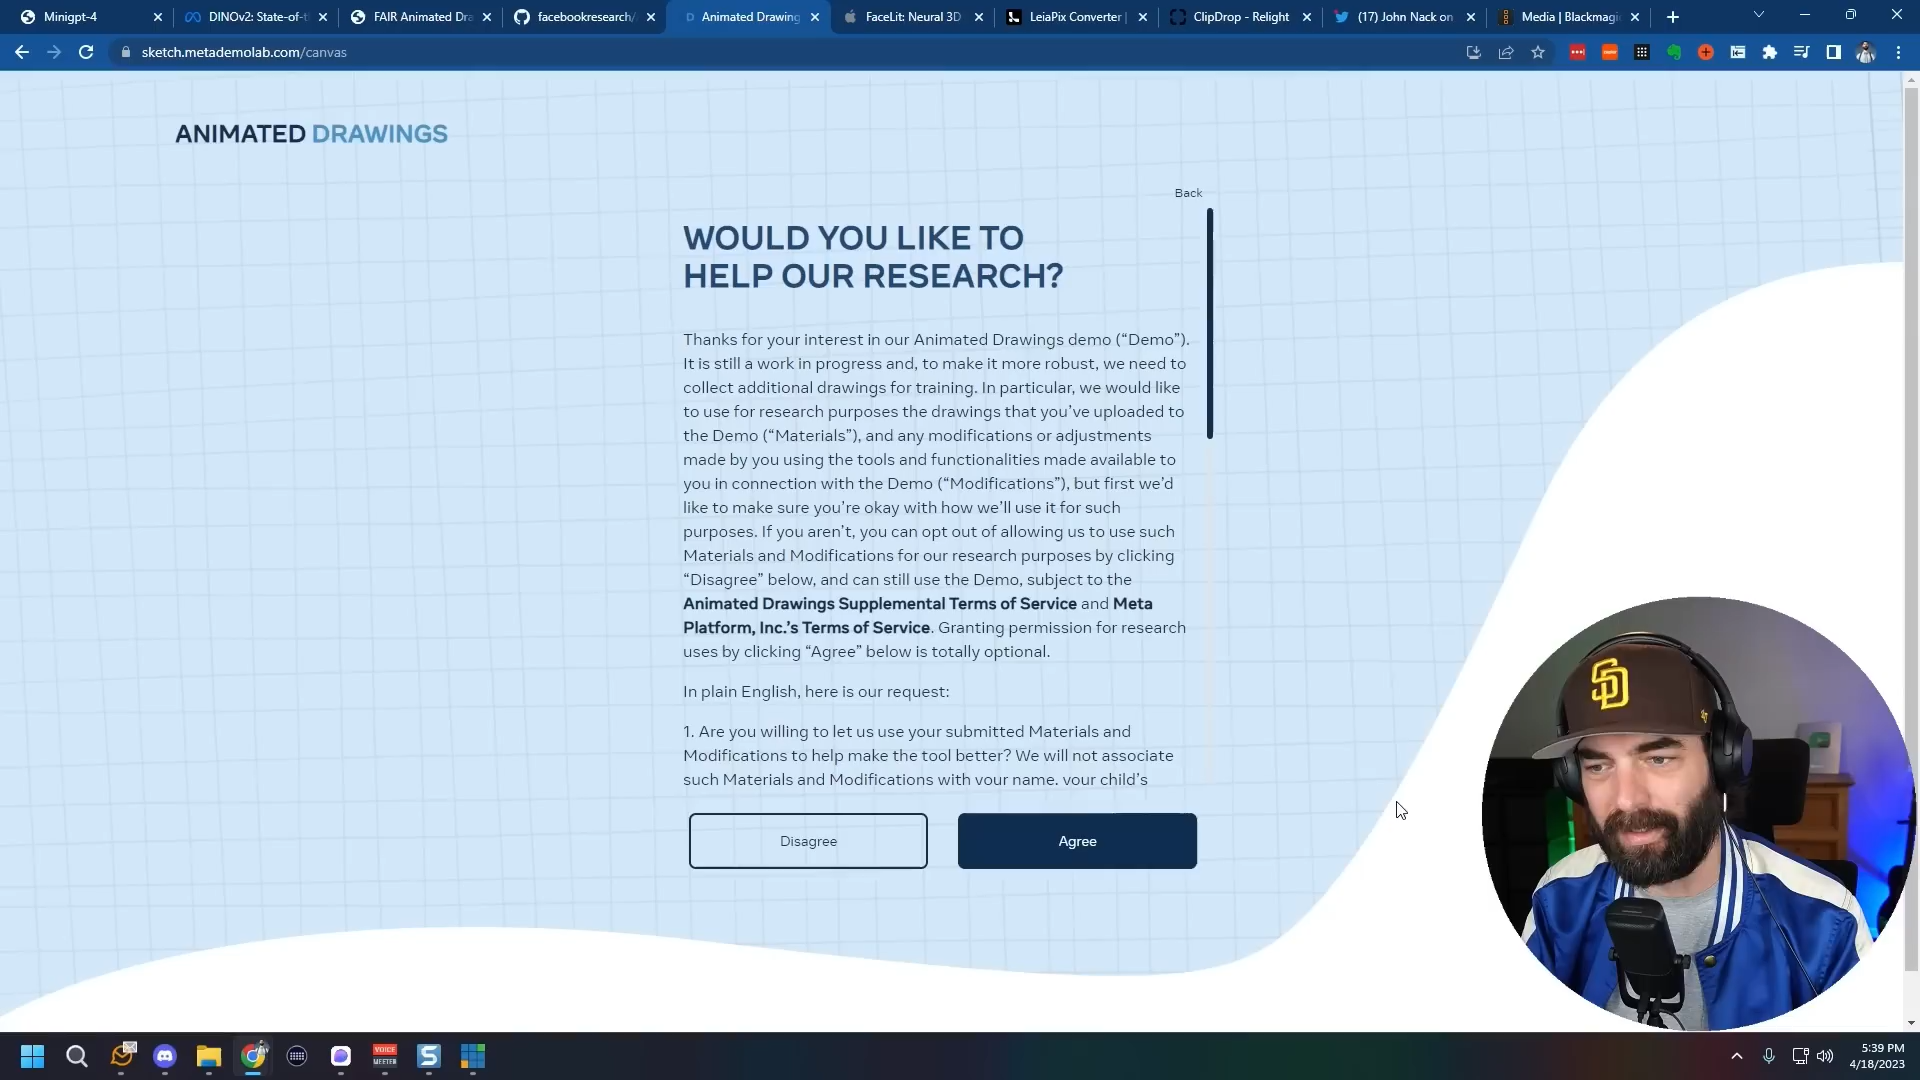 Minigpt-4
DINOv2: State-of-t
FAIR Animated Dra
facebookresearch/
Animated Drawing
FaceLit: Neural 3D
LeiaPix Converter |
ClipDrop - Relight
(17) John Nack on
Media | Blackmagi
sketch.metademolab.com/canvas
ANIMATED DRAWINGS
Back
WOULD YOU LIKE TO
HELP OUR RESEARCH?
Thanks for your interest in our Animated Drawings demo (“Demo”).
It is still a work in progress and, to make it more robust, we need to
collect additional drawings for training. In particular, we would like
to use for research purposes the drawings that you’ve uploaded to
the Demo (“Materials”), and any modifications or adjustments
made by you using the tools and functionalities made available to
you in connection with the Demo (“Modifications”), but first we’d
like to make sure you’re okay with how we’ll use it for such
purposes. If you aren’t, you can opt out of allowing us to use such
Materials and Modifications for our research purposes by clicking
“Disagree” below, and can still use the Demo, subject to the
Animated Drawings Supplemental Terms of Service and Meta
Platform, Inc.’s Terms of Service. Granting permission for research
uses by clicking “Agree” below is totally optional.
In plain English, here is our request:
1. Are you willing to let us use your submitted Materials and
Modifications to help make the tool better? We will not associate
such Materials and Modifications with your name, your child’s
Disagree
Agree
SD
VOICE
MEETER
5:39 PM
4/18/2023